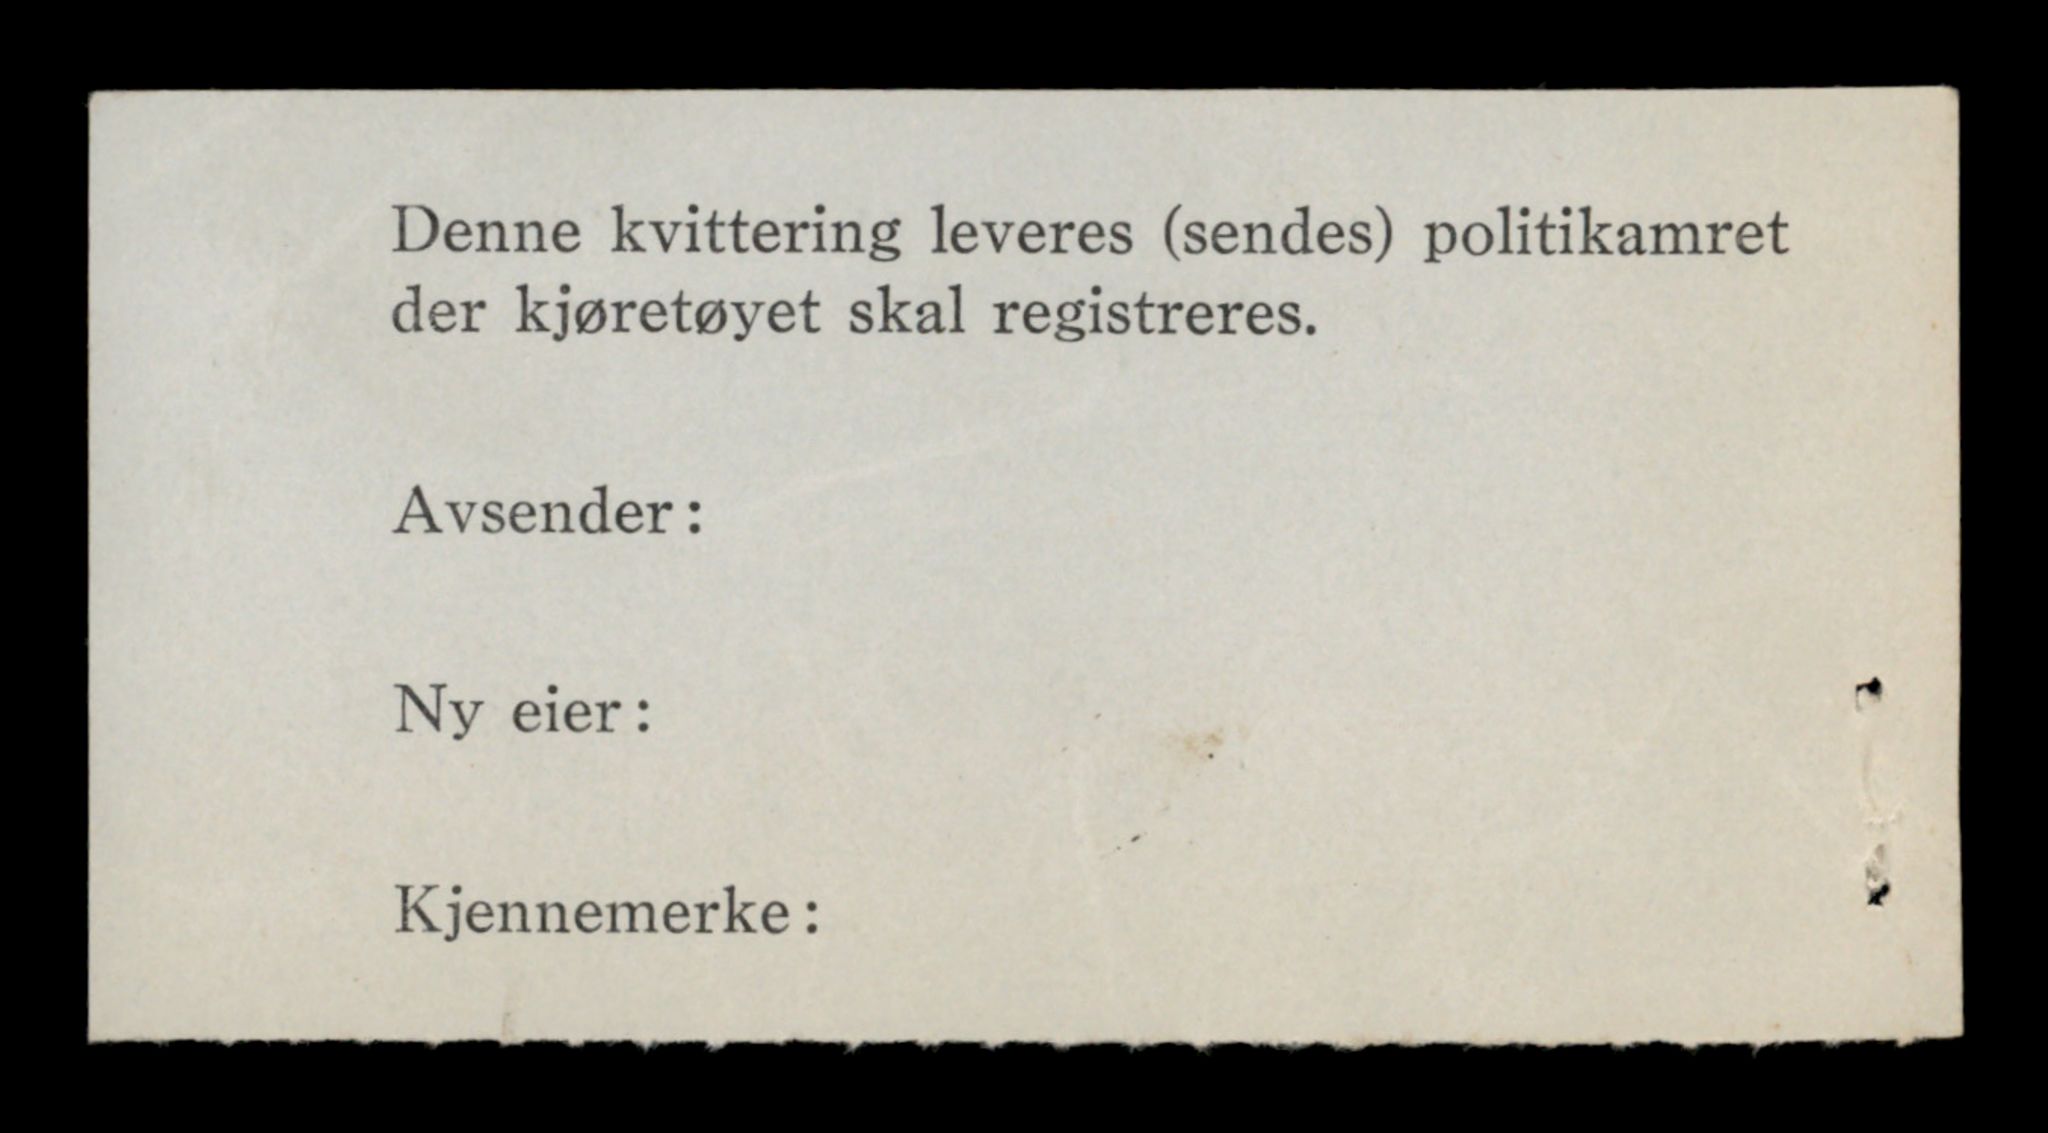 Denne kvittering leveres (sendes) politikamret
der kjøretøyet skal registreres.
Avsender:
Ny eier:
Kjennemerke: